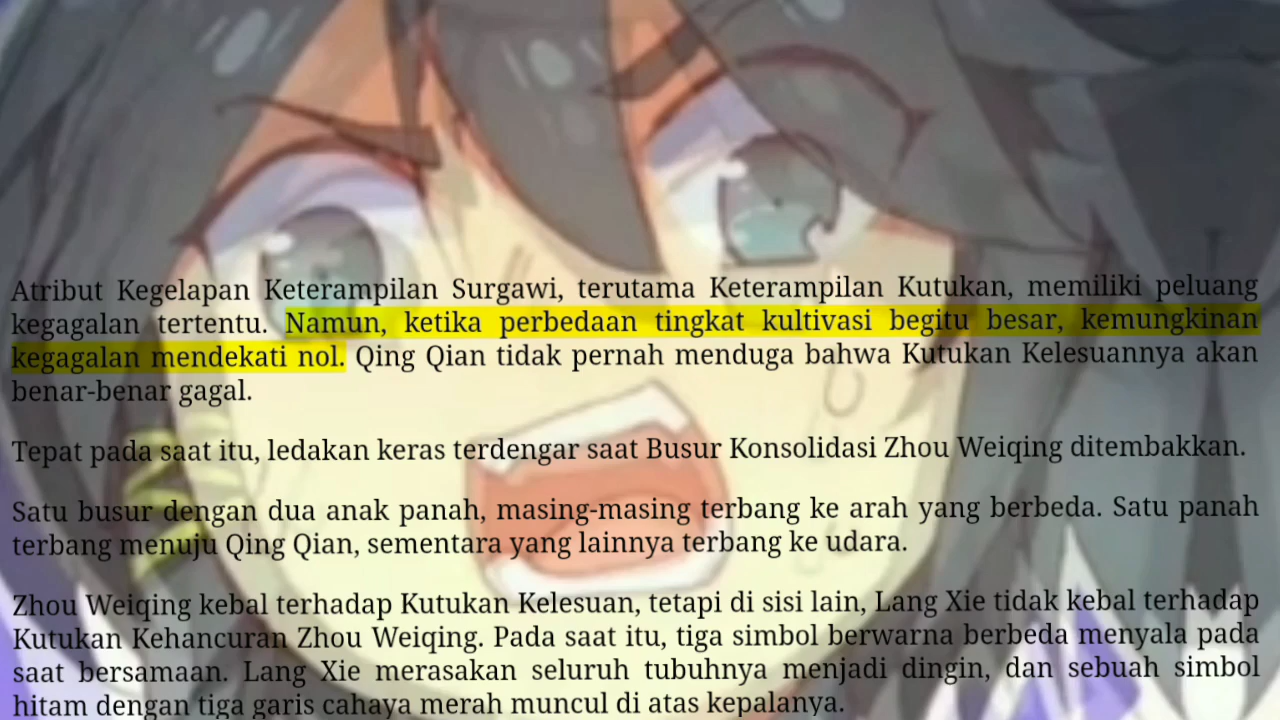 Atribut Kegelapan Keterampilan Surgawi, terutama Keterampilan Kutukan, memiliki peluang
kegagalan tertentu. Namun, ketika perbedaan tingkat kultivasi begitu besar, kemungkinan
kegagalan mendekati nol. Qing Qian tidak pernah menduga bahwa Kutukan Kelesuannya akan
benar-benar gagal.
Tepat pada saat itu, ledakan keras terdengar saat Busur Konsolidasi Zhou Weiqing ditembakkan.
Satu busur dengan dua anak panah, masing-masing terbang ke arah yang berbeda. Satu panah
terbang menuju Qing Qian, sementara yang lainnya terbang ke udara.
Zhou Weiqing kebal terhadap Kutukan Kelesuan, tetapi di sisi lain, Lang Xie tidak kebal terhadap
Kutukan Kehancuran Zhou Weiqing. Pada saat itu, tiga simbol berwarna berbeda menyala pada
saat bersamaan. Lang Xie merasakan seluruh tubuhnya menjadi dingin, dan sebuah simbol
hitam dengan tiga garis cahaya merah muncul di atas kepalanya.